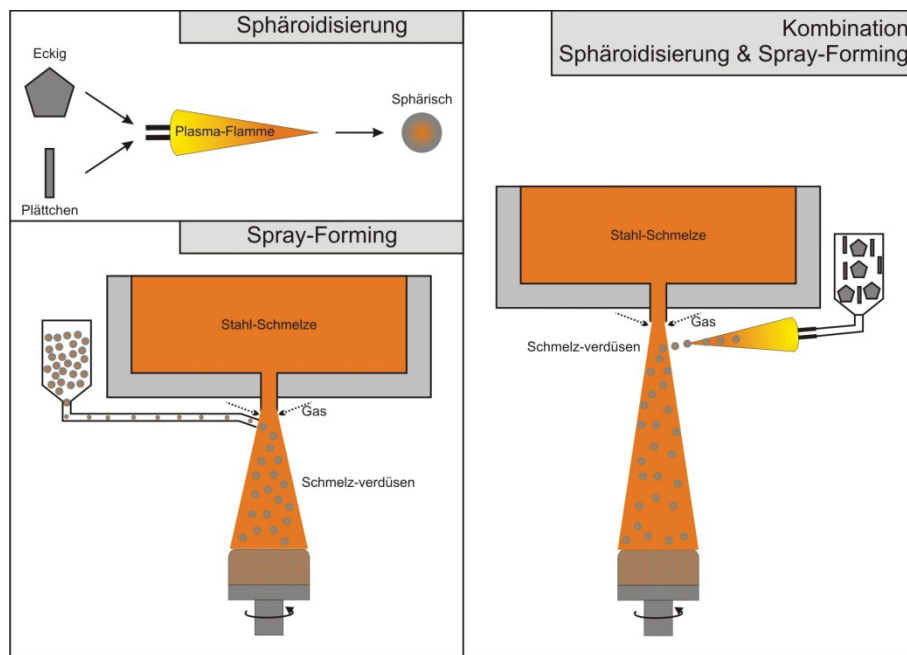 Sphäroidisierung
Eckig
Plasma-Flamme
Sphärisch
Plättchen
Spray-Forming
Stahl-Schmelze
Gas
Schmelz-verdüsen
Kombination
Sphäroidisierung & Spray-Forming
Stahl-Schmelze
Gas
Schmelz-verdüsen